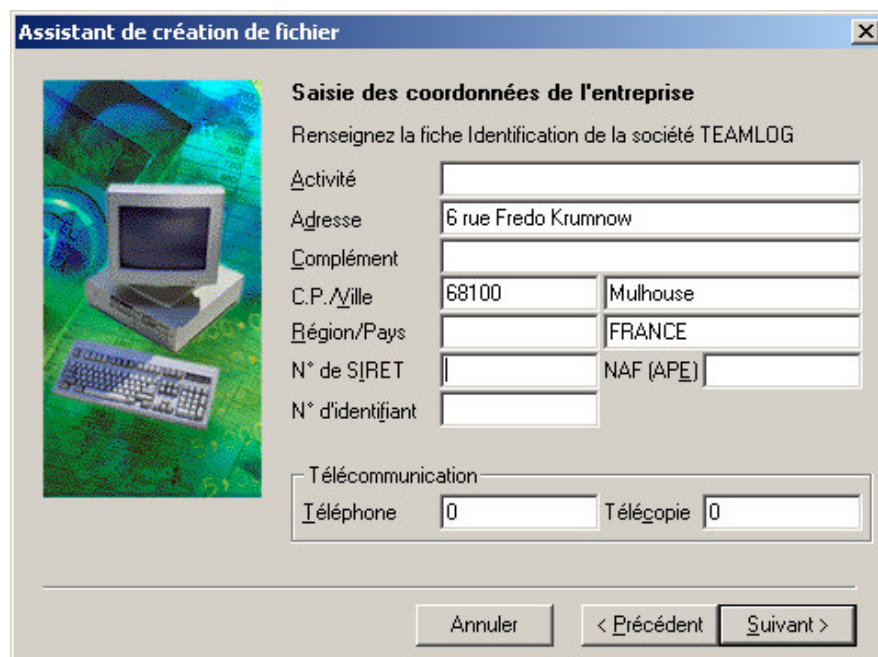 Assistant de création de fichier
Saisie des coordonnées de l'entreprise
Renseignez la fiche Identification de la société TEAMLOG
Activité
Adresse 6 rue Fredo Krumnow
Complément
C.P./Ville 68100 Mulhouse
Région/Pays FRANCE
N° de SIRET NAF (APE)
N° d'identifiant
Télécommunication
Téléphone 0 Télécopie 0
Annuler < Précédent Suivant >